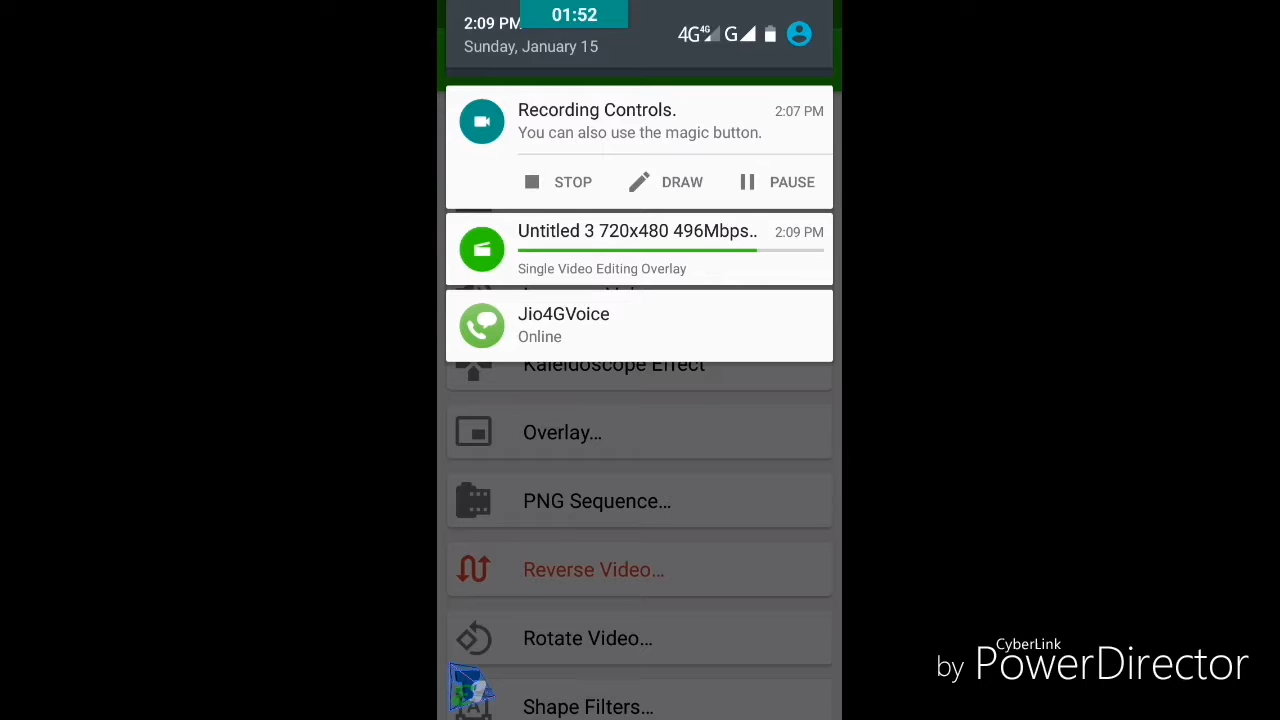 2:09 PM
01:52
4G 4G G
Sunday, January 15
Recording Controls.
2:07 PM
You can also use the magic button.
STOP
DRAW
PAUSE
Untitled 3 720x480 496Mbps..
2:09 PM
Single Video Editing Overlay
Jio4GVoice
Online
Kaleidoscope Effect
Overlay…
PNG Sequence…
Reverse Video…
Rotate Video…
Shape Filters…
CyberLink
by PowerDirector